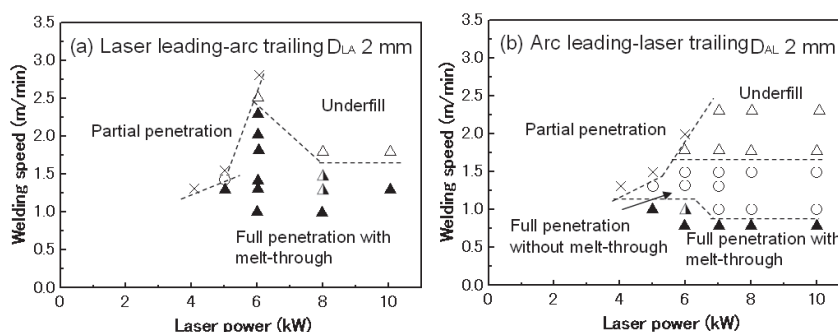 (a) Laser leading-arc trailing DLA 2 mm
Welding speed (m/min)
3.5
3.0
2.5
2.0
1.5
1.0
0.5
0.0
Partial penetration
Underfill
Full penetration with
melt-through
0 2 4 6 8 10
Laser power (kW)
(b) Arc leading-laser trailing DAL 2 mm
Welding speed (m/min)
3.5
3.0
2.5
2.0
1.5
1.0
0.5
0.0
Partial penetration
Underfill
Full penetration
without melt-through
Full penetration with
melt-through
0 2 4 6 8 10
Laser power (kW)